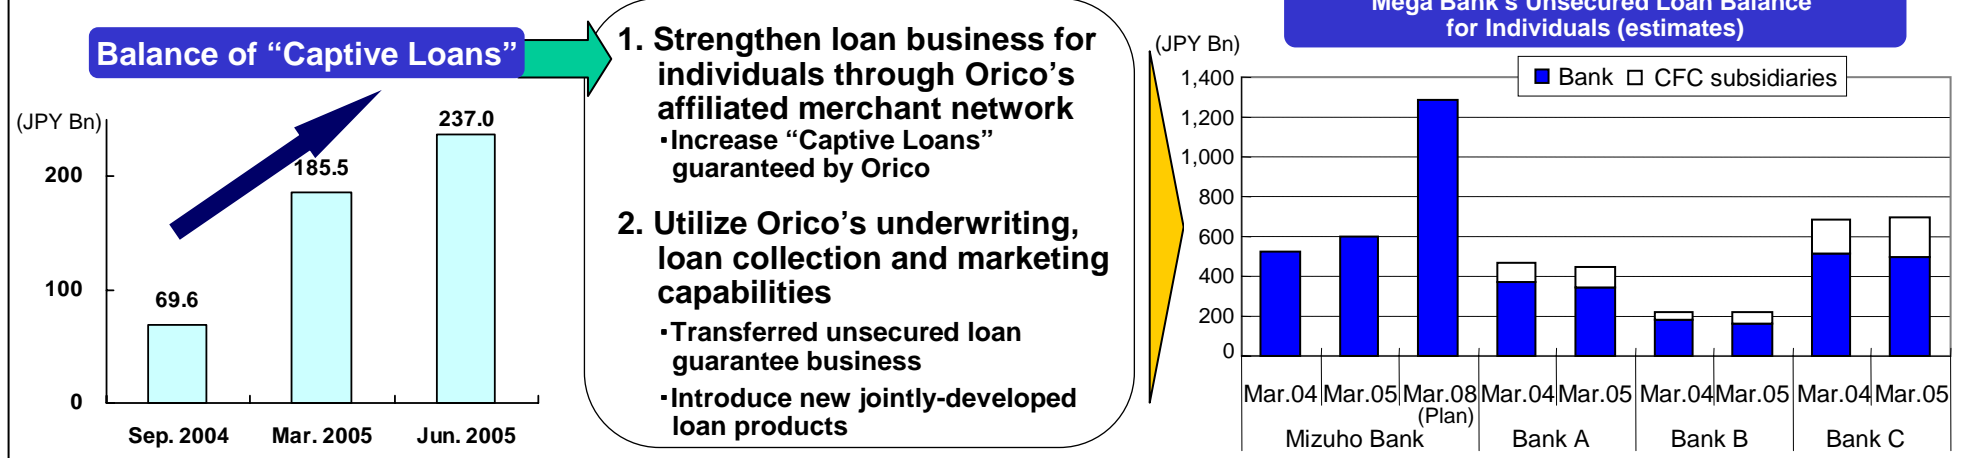 Balance of “Captive Loans”
(JPY Bn)
200
100
0
69.6
185.5
237.0
Sep. 2004
Mar. 2005
Jun. 2005
1. Strengthen loan business for
individuals through Orico’s
affiliated merchant network
・Increase “Captive Loans”
guaranteed by Orico
2. Utilize Orico’s underwriting,
loan collection and marketing
capabilities
・Transferred unsecured loan
guarantee business
・Introduce new jointly-developed
loan products
Mega Bank’s Unsecured Loan Balance
for Individuals (estimates)
(JPY Bn)
Bank
CFC subsidiaries
1,400
1,200
1,000
800
600
400
200
0
Mar.04 Mar.05 Mar.08 Mar.04 Mar.05 Mar.04 Mar.05 Mar.04 Mar.05
(Plan)
Mizuho Bank
Bank A
Bank B
Bank C